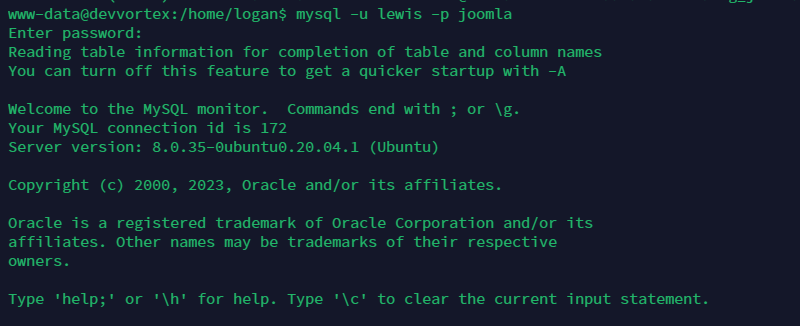 www-data@devvortex:/home/logan$ mysql -u lewis -p joomla
Enter password:
Reading table information for completion of table and column names
You can turn off this feature to get a quicker startup with -A
Welcome to the MySQL monitor.  Commands end with ; or \g.
Your MySQL connection id is 172
Server version: 8.0.35-0ubuntu0.20.04.1 (Ubuntu)
Copyright (c) 2000, 2023, Oracle and/or its affiliates.
Oracle is a registered trademark of Oracle Corporation and/or its
affiliates. Other names may be trademarks of their respective
owners.
Type 'help;' or '\h' for help. Type '\c' to clear the current input statement.